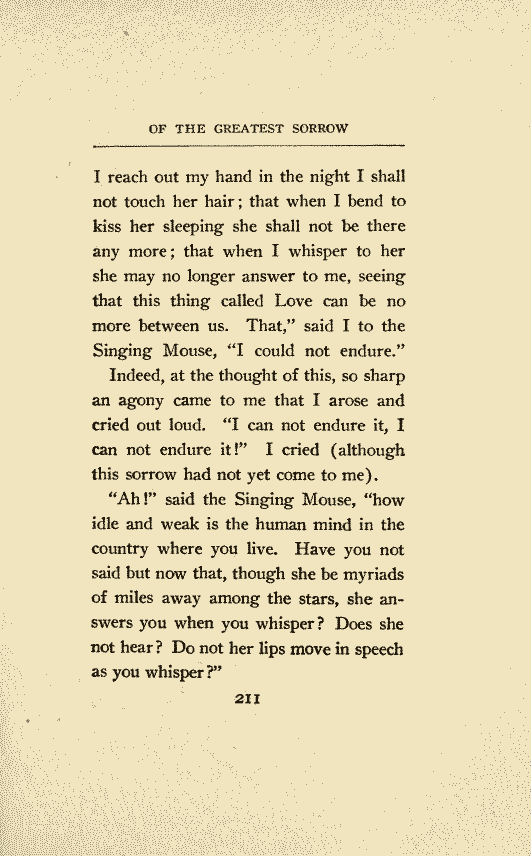 OF THE GREATEST SORROW
I reach out my hand in the night I shall
not touch her hair; that when I bend to
kiss her sleeping she shall not be there
any more; that when I whisper to her
she may no longer answer to me, seeing
that this thing called Love can be no
more between us. That,” said I to the
Singing Mouse, “I could not endure.”
Indeed, at the thought of this, so sharp
an agony came to me that I arose and
cried out loud. “I can not endure it, I
can not endure it!” I cried (although
this sorrow had not yet come to me).
“Ah!” said the Singing Mouse, “how
idle and weak is the human mind in the
country where you live. Have you not
said but now that, though she be myriads
of miles away among the stars, she an-
swers you when you whisper? Does she
not hear? Do not her lips move in speech
as you whisper?”
211